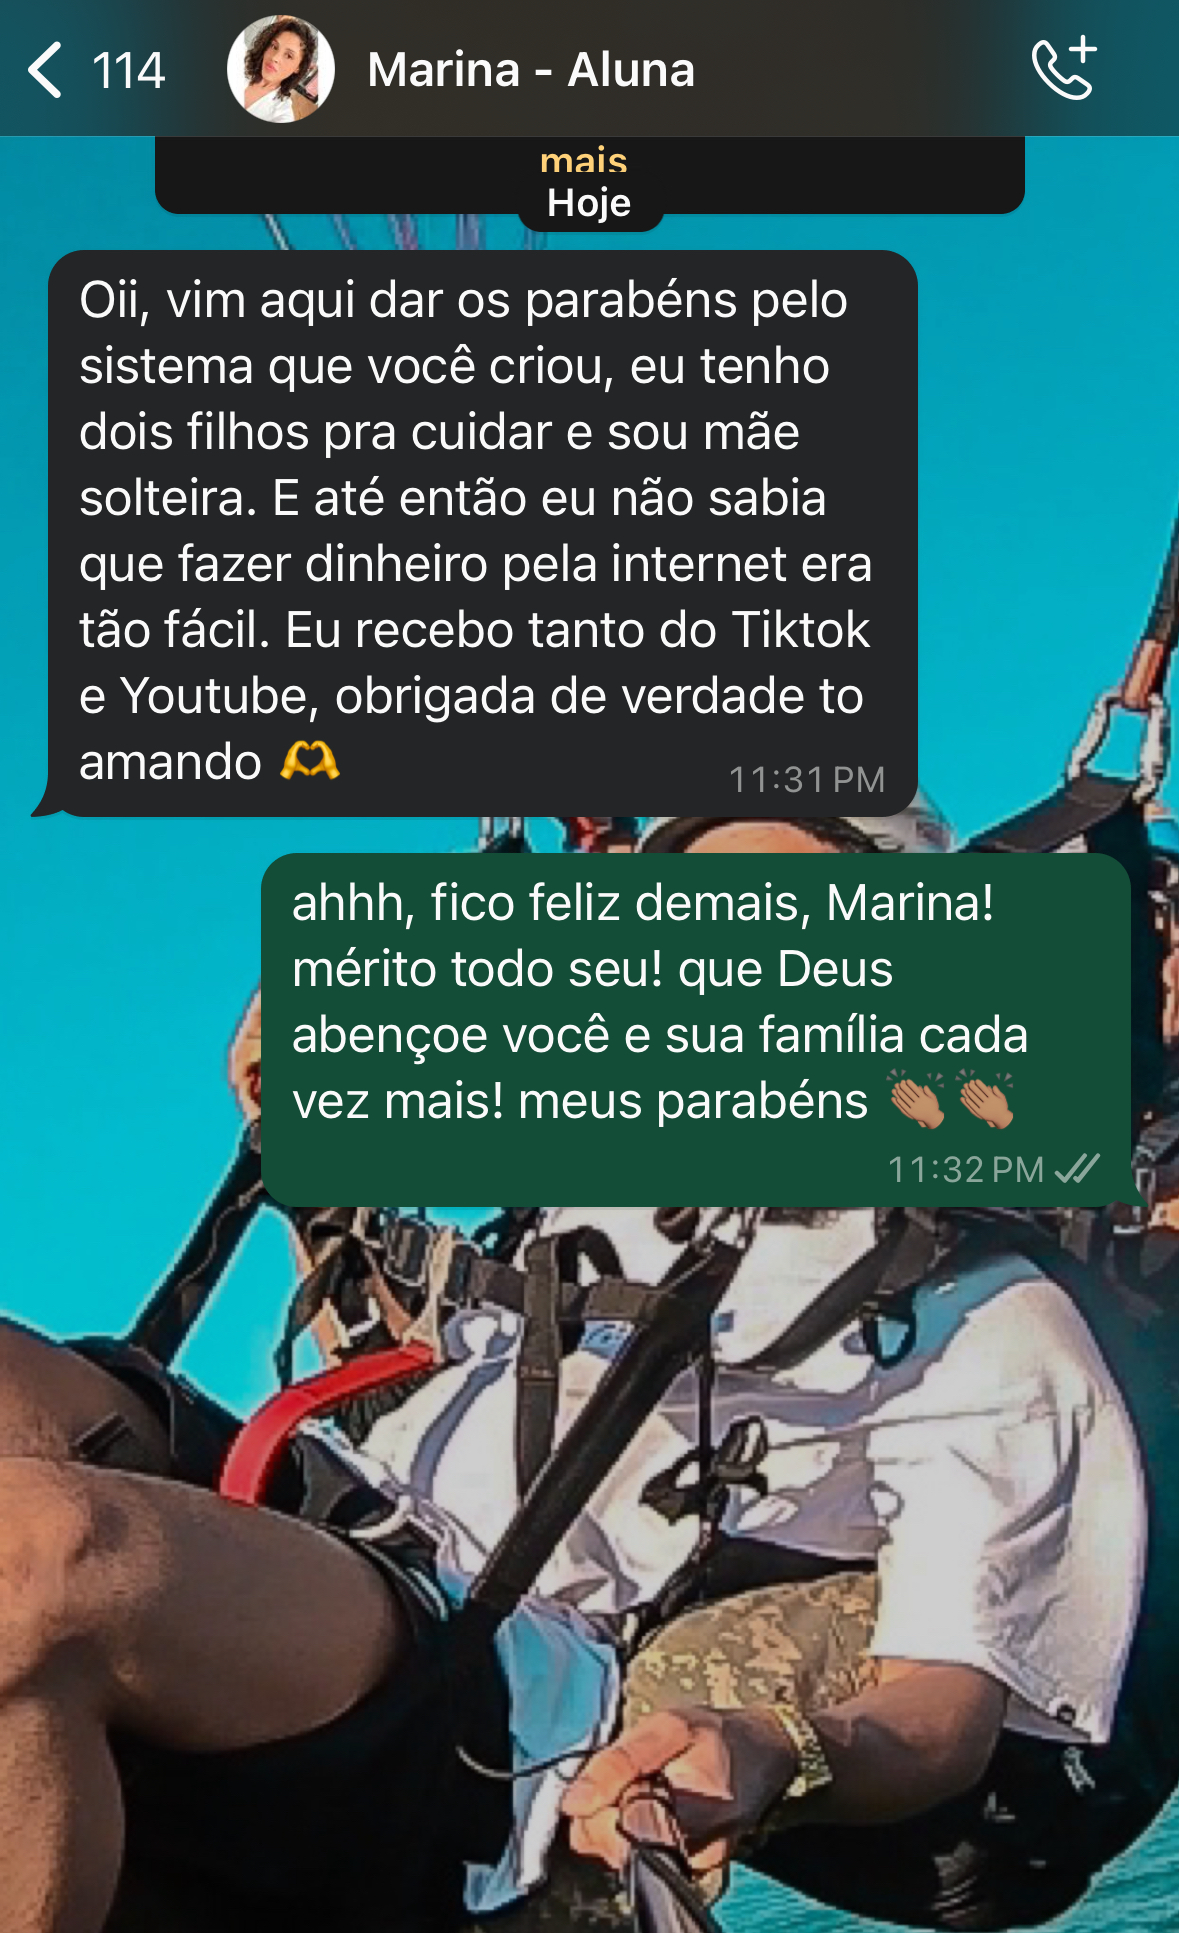 114
Marina - Aluna
mais
Hoje
Oii, vim aqui dar os parabéns pelo
sistema que você criou, eu tenho
dois filhos pra cuidar e sou mãe
solteira. E até então eu não sabia
que fazer dinheiro pela internet era
tão fácil. Eu recebo tanto do Tiktok
e Youtube, obrigada de verdade to
amando 🫶
11:31 PM
ahhh, fico feliz demais, Marina!
mérito todo seu! que Deus
abençoe você e sua família cada
vez mais! meus parabéns 👏🏽👏🏽
11:32 PM